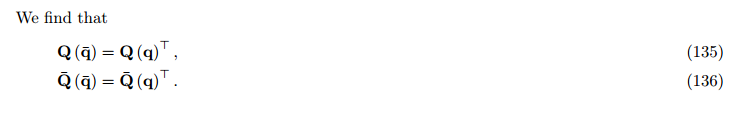 We find that
Q (q̄) = Q (q)⊤ , (135)
Q̄ (q̄) = Q̄ (q)⊤ . (136)